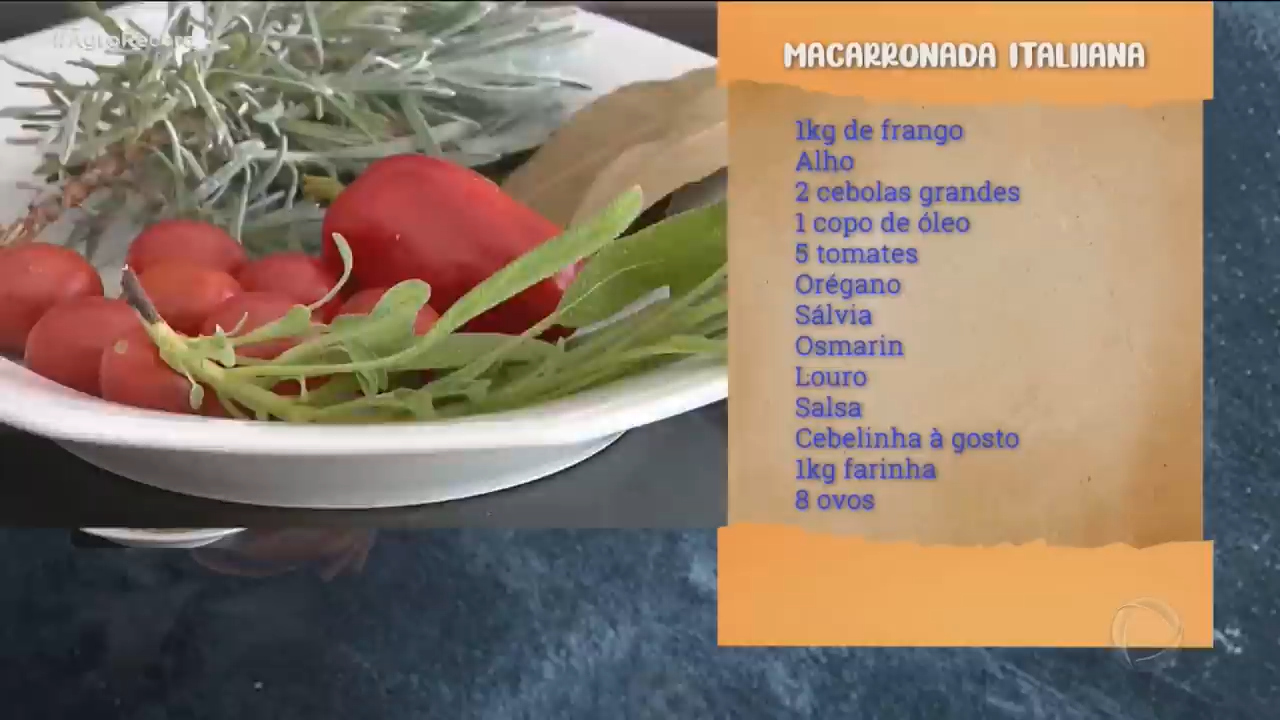 #AgroRecord
MACARRONADA ITALIIANA
1kg de frango
Alho
2 cebolas grandes
1 copo de óleo
5 tomates
Orégano
Sálvia
Osmarin
Louro
Salsa
Cebelinha à gosto
1kg farinha
8 ovos